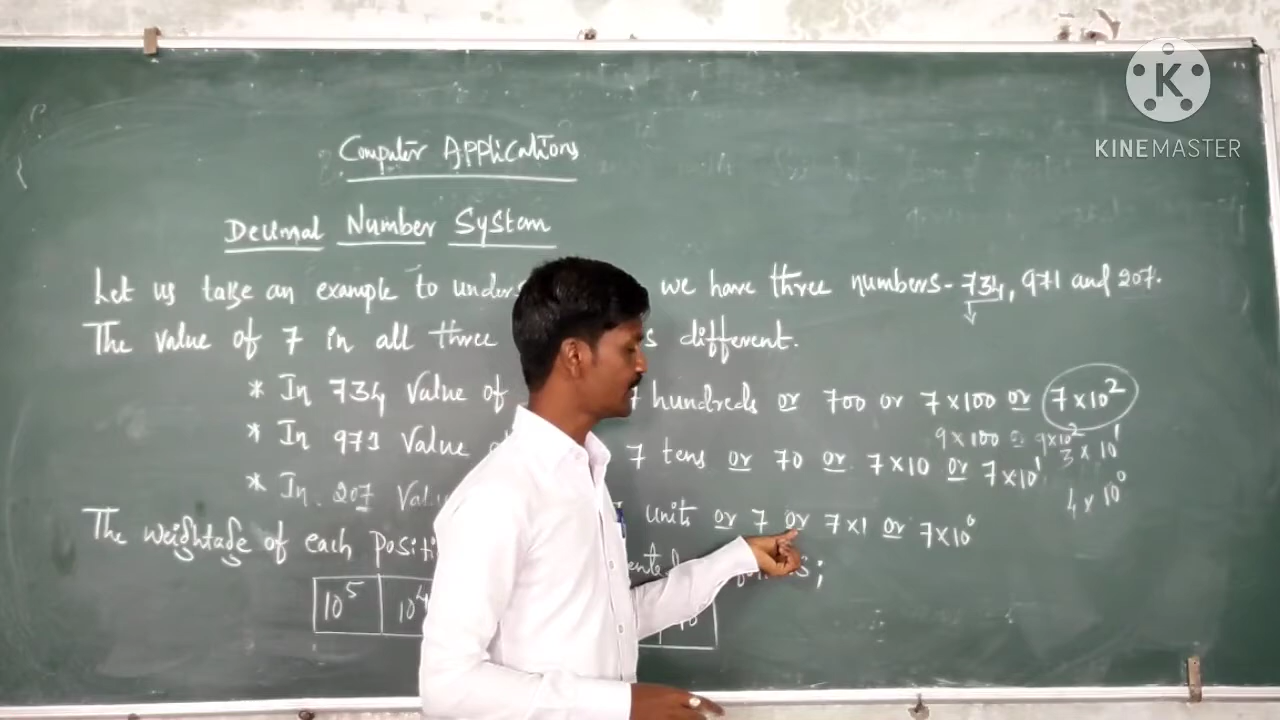 K
KINEMASTER
Computer Applications
Decimal Number System
Let us take an example to unders we have three numbers - 734, 971 and 207.
The value of 7 in all three s different.
* In 734 value of 7 hundreds or 700 or 7×100 or 7×10²
9×100 or 9×10²
3×10¹
* In 971 value 7 tens or 70 or 7×10 or 7×10¹
4×10⁰
* In 207 value units or 7 or 7×1 or 7×10⁰
The weightage of each positi
10⁵ 10⁴